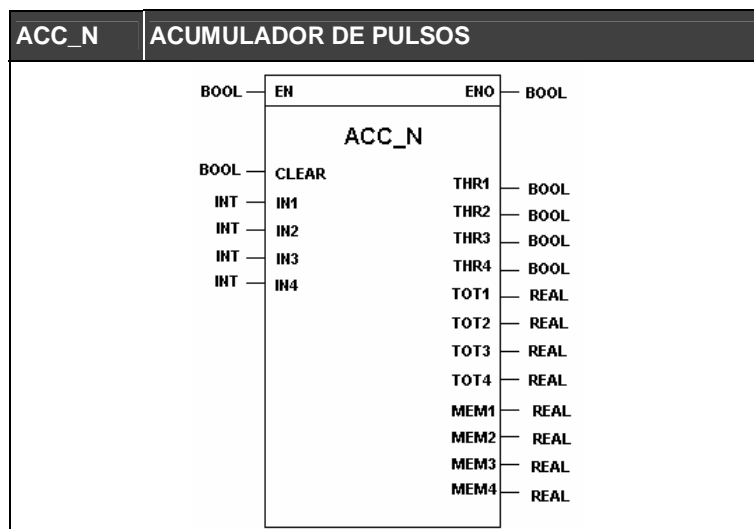 ACC_N ACUMULADOR DE PULSOS
BOOL EN ENO BOOL
ACC_N
BOOL CLEAR
THR1 BOOL
INT IN1
THR2 BOOL
INT IN2
THR3 BOOL
INT IN3
THR4 BOOL
INT IN4
TOT1 REAL
TOT2 REAL
TOT3 REAL
TOT4 REAL
MEM1 REAL
MEM2 REAL
MEM3 REAL
MEM4 REAL